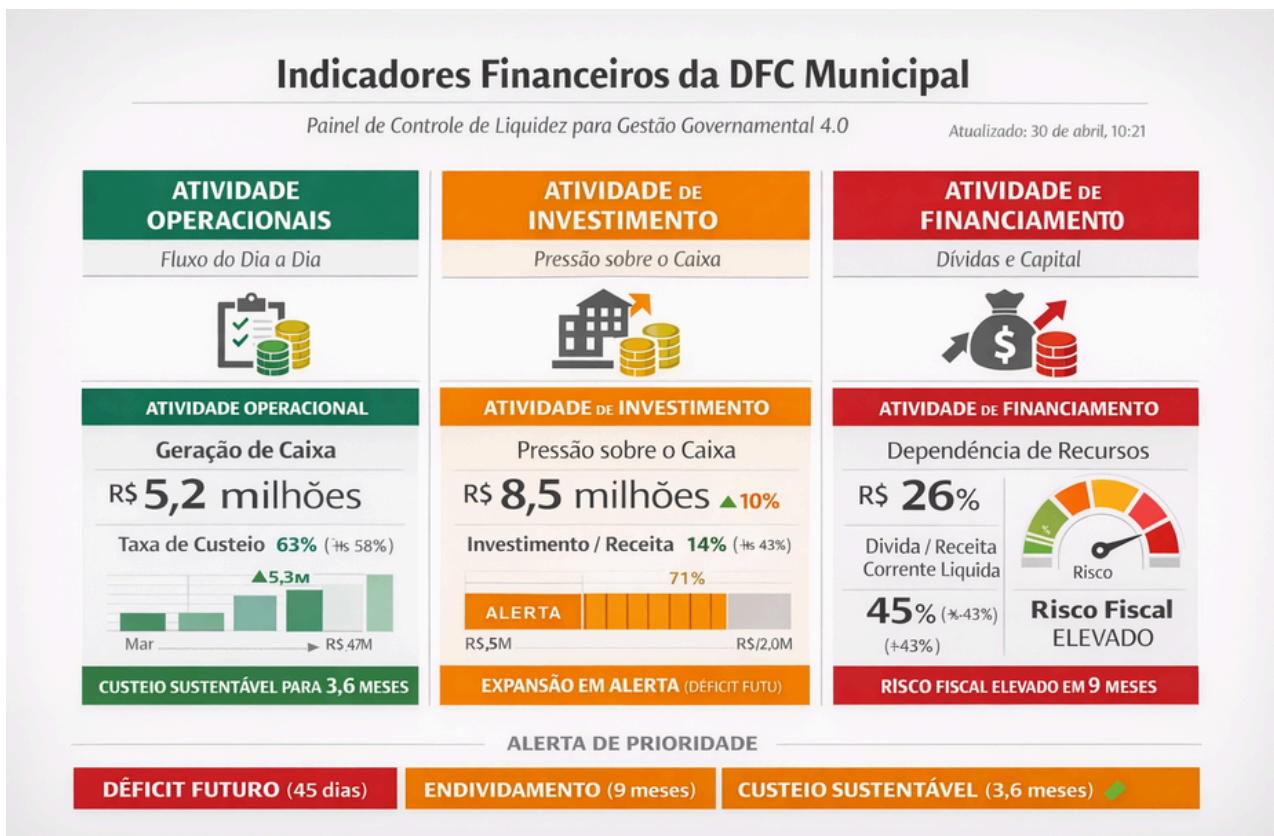 Indicadores Financeiros da DFC Municipal
Painel de Controle de Liquidez para Gestão Governamental 4.0
Atualizado: 30 de abril, 10:21
ATIVIDADE
OPERACIONAIS
Fluxo do Dia a Dia
ATIVIDADE OPERACIONAL
Geração de Caixa
R$ 5,2 milhões
Taxa de Custeio 63% ( 58%)
▲5,3M
Mar R$ 47M
CUSTEIO SUSTENTÁVEL PARA 3,6 MESES
ATIVIDADE DE
INVESTIMENTO
Pressão sobre o Caixa
ATIVIDADE DE INVESTIMENTO
Pressão sobre o Caixa
R$ 8,5 milhões ▲10%
Investimento / Receita 14% ( 43%)
71%
ALERTA
R$,5M R$/2,0M
EXPANSÃO EM ALERTA (DÉFICIT FUTU)
ATIVIDADE DE
FINANCIAMENTO
Dívidas e Capital
$
ATIVIDADE DE FINANCIAMENTO
Dependéncia de Recursos
R$ 26%
Divida / Receita
Corrente Liquida
45% ( -43%)
(+43%)
Risco
Risco Fiscal
ELEVADO
RISCO FISCAL ELEVADO EM 9 MESES
ALERTA DE PRIORIDADE
DÉFICIT FUTURO (45 dias)
ENDIVIDAMENTO (9 meses)
CUSTEIO SUSTENTÁVEL (3,6 meses)